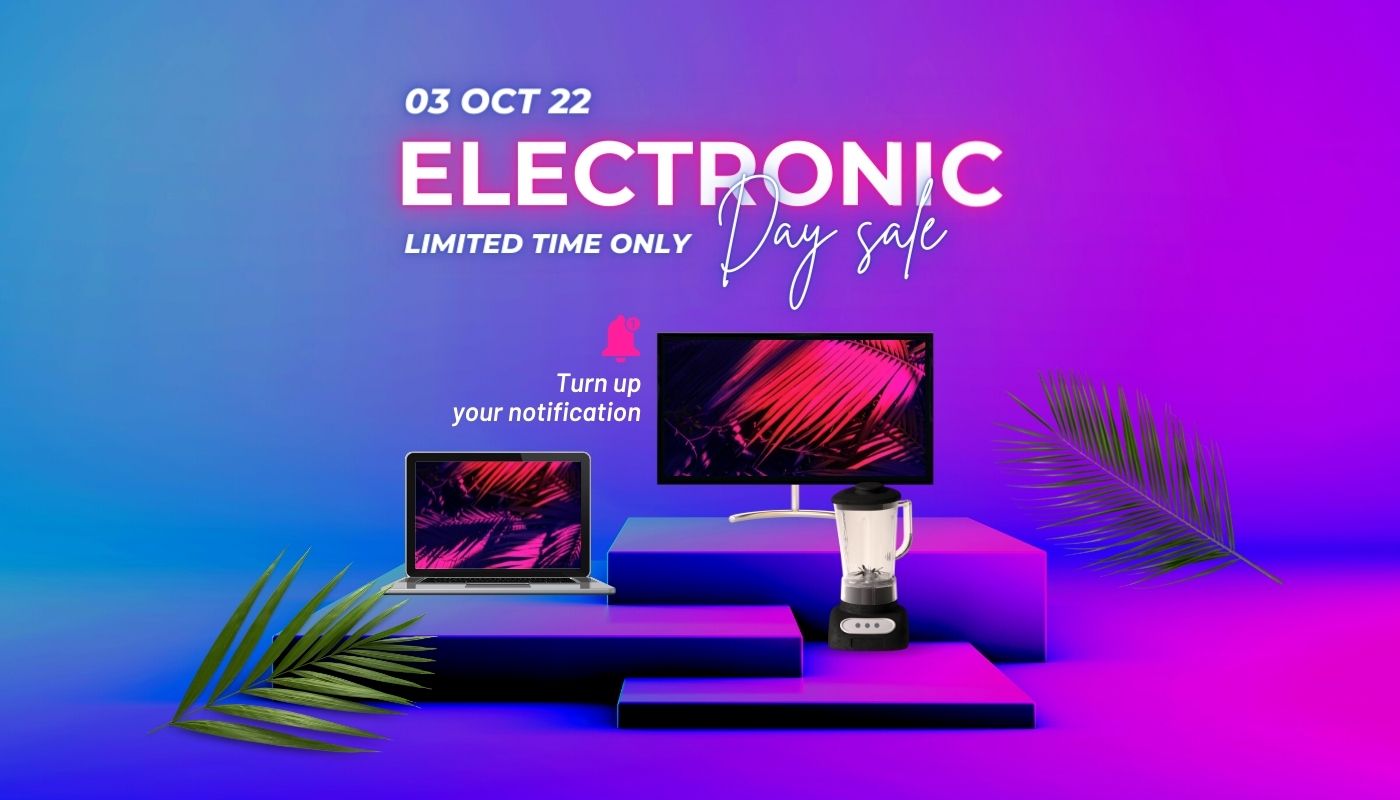 03 OCT 22
ELECTRONIC
Day sale
LIMITED TIME ONLY
Turn up
your notification